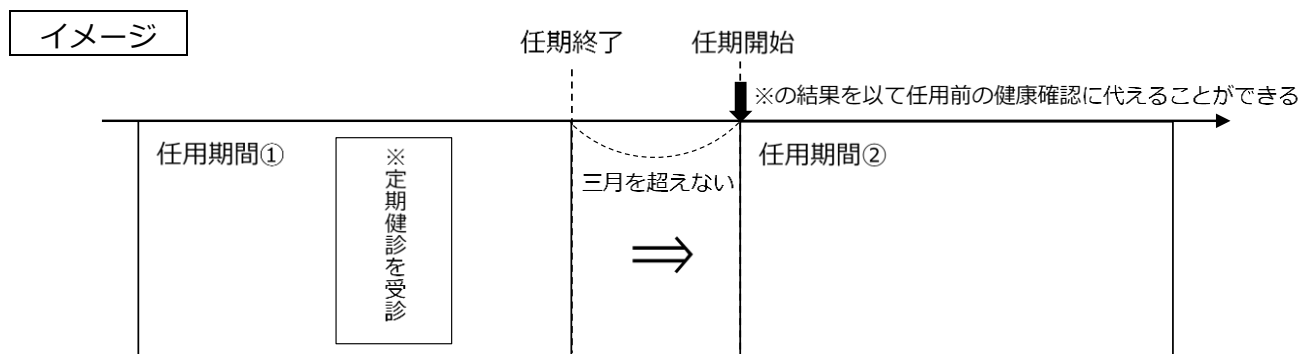 イメージ
任期終了
任期開始
※の結果を以て任用前の健康確認に代えることができる
任用期間①
※定期健診を受診
三月を超えない
⇒
任用期間②